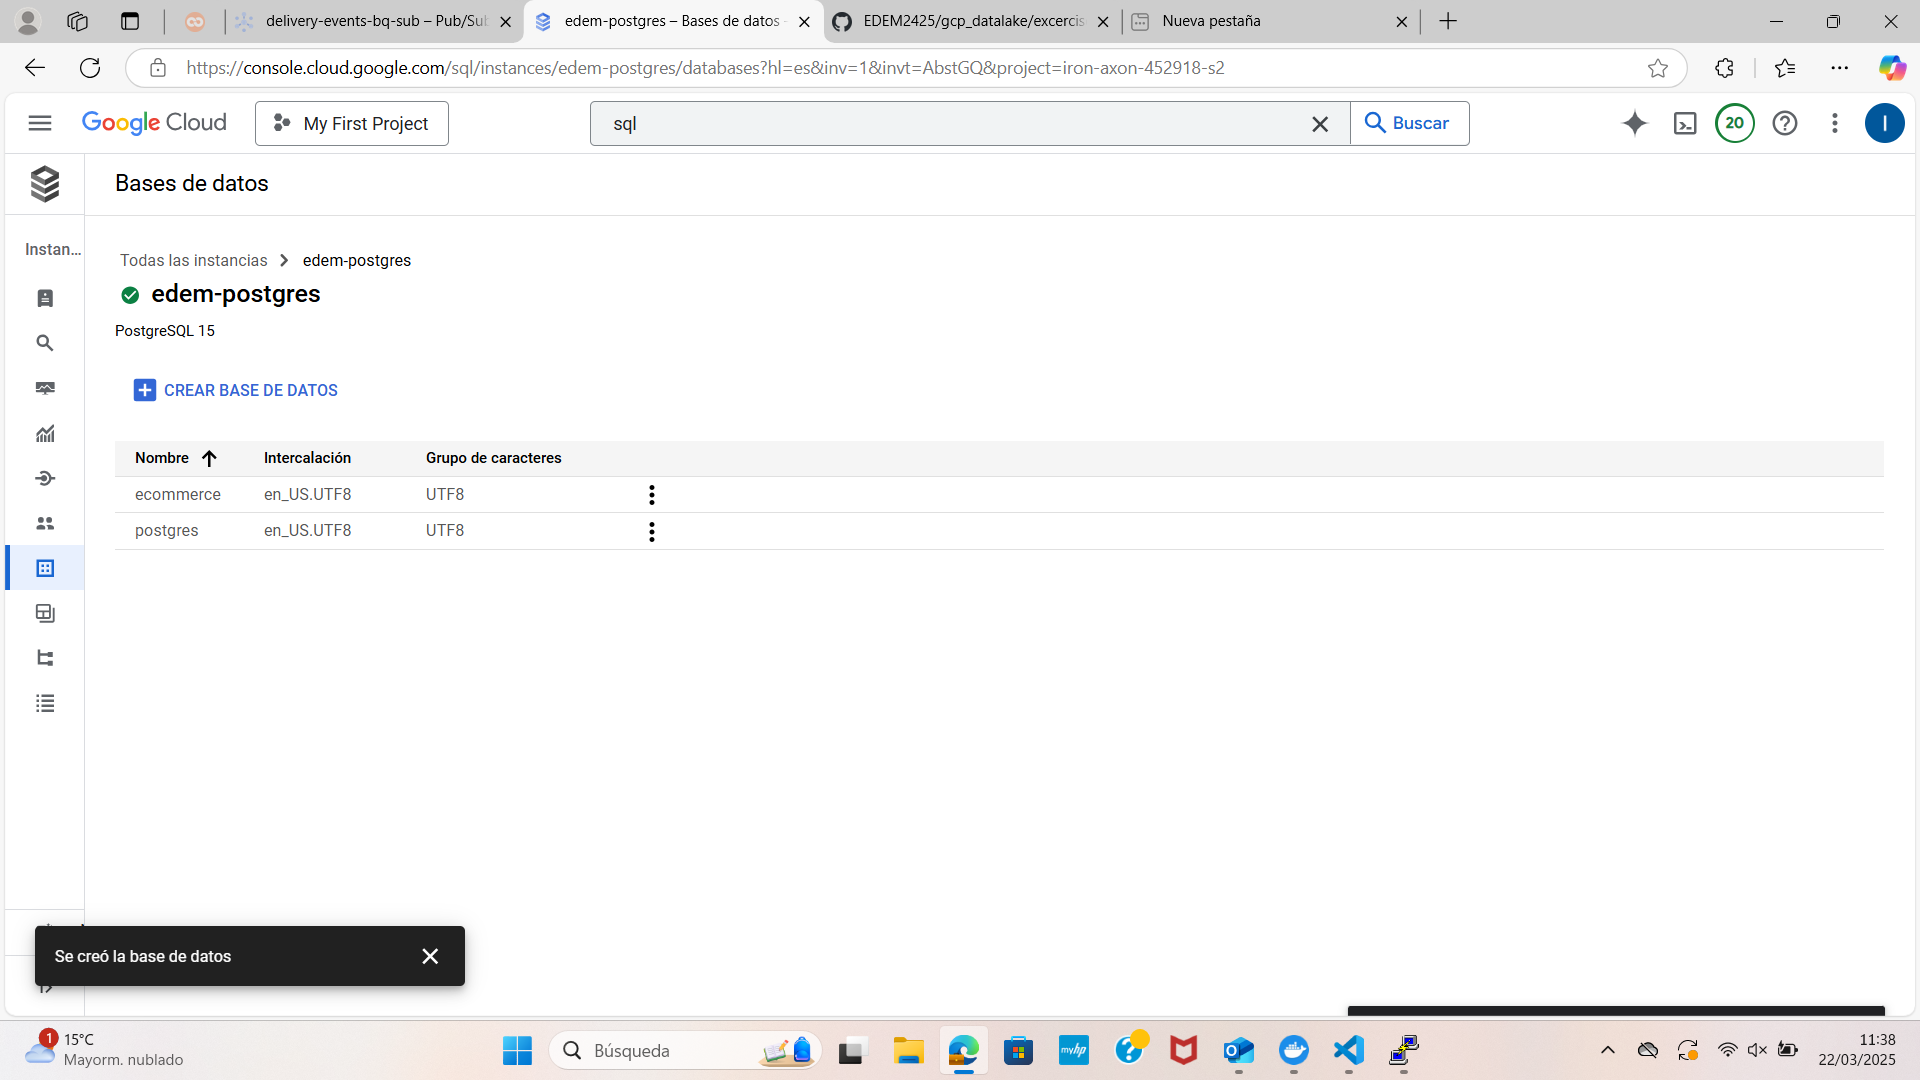 delivery-events-bq-sub – Pub/Sub
edem-postgres – Bases de datos -
EDEM2425/gcp_datalake/excercis
Nueva pestaña
https://console.cloud.google.com/sql/instances/edem-postgres/databases?hl=es&inv=1&invt=AbstGQ&project=iron-axon-452918-s2
Google Cloud
My First Project
sql
Buscar
20
I
Bases de datos
Instan...
Todas las instancias
edem-postgres
edem-postgres
PostgreSQL 15
CREAR BASE DE DATOS
Nombre Intercalación Grupo de caracteres
ecommerce en_US.UTF8 UTF8
postgres en_US.UTF8 UTF8
Se creó la base de datos
1
15°C
Mayorm. nublado
Búsqueda
myhp
11:38
22/03/2025